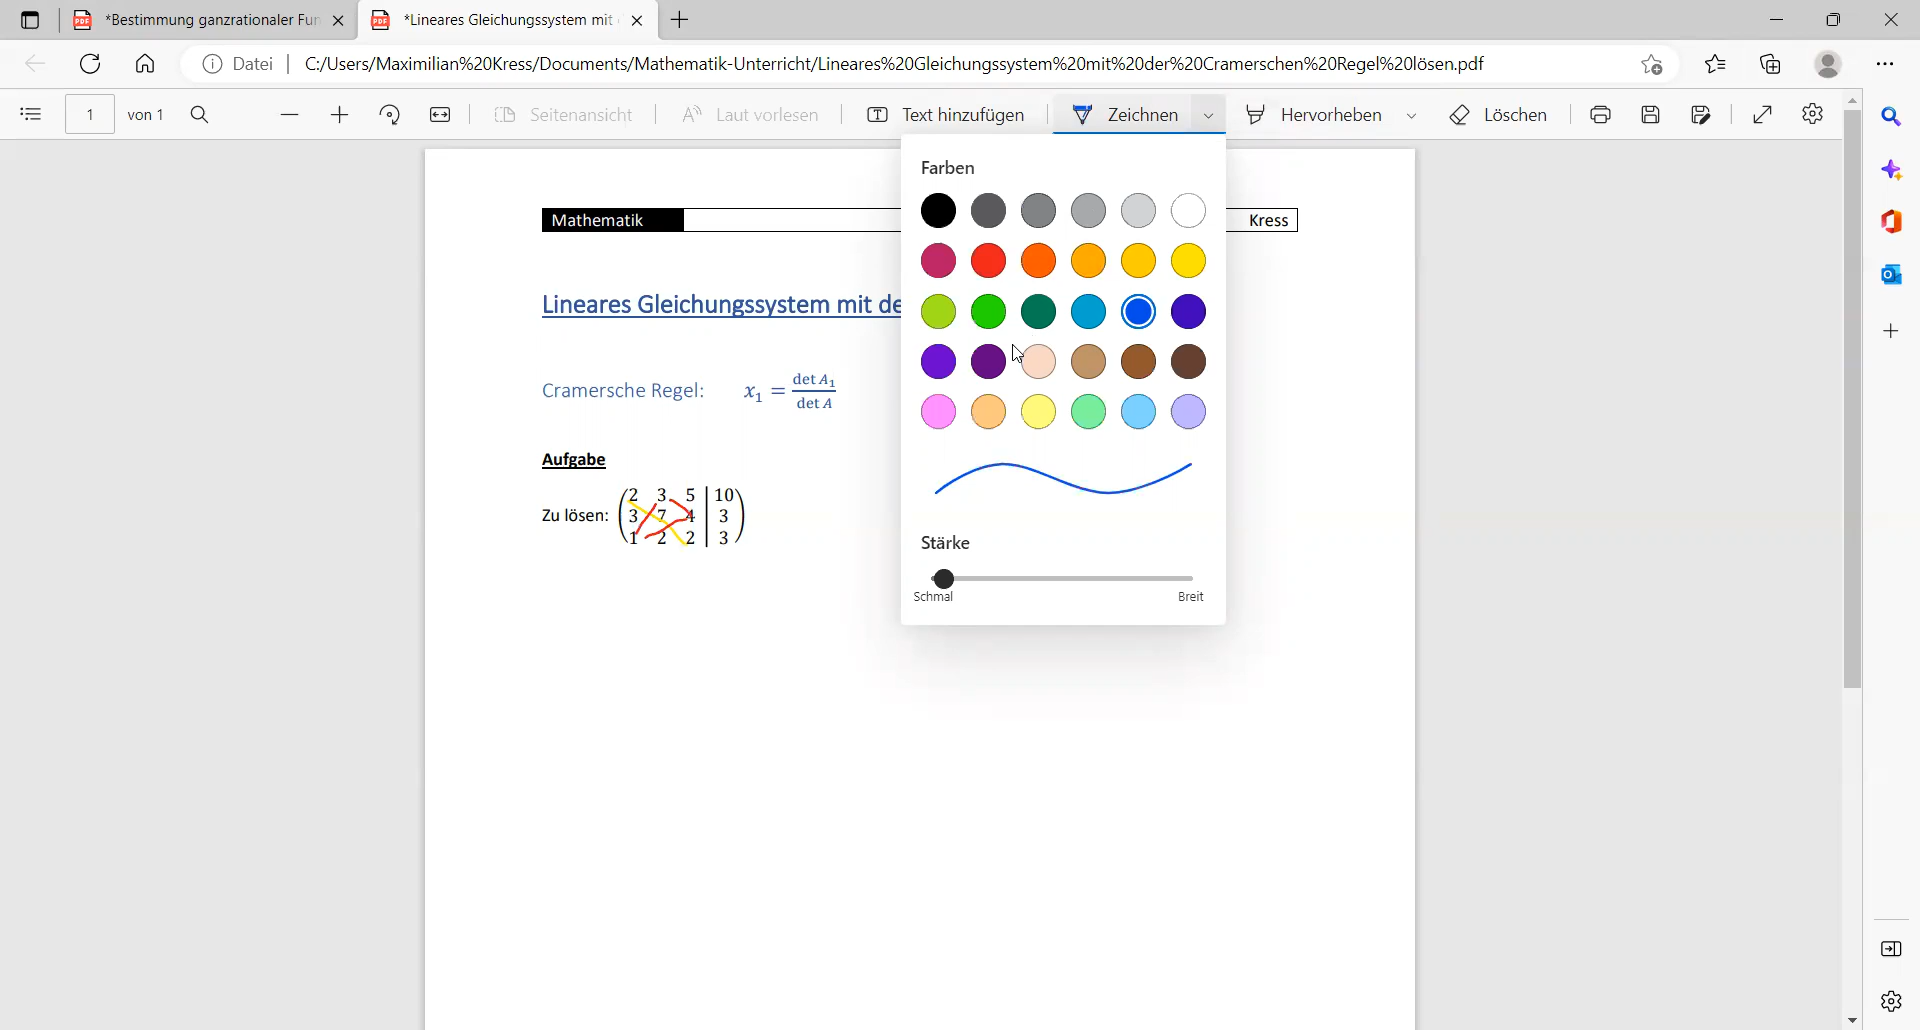 *Bestimmung ganzrationaler Fun
*Lineares Gleichungssystem mit
Datei
C:/Users/Maximilian%20Kress/Documents/Mathematik-Unterricht/Lineares%20Gleichungssystem%20mit%20der%20Cramerschen%20Regel%20lösen.pdf
1 von 1
Seitenansicht
Laut vorlesen
Text hinzufügen
Zeichnen
Hervorheben
Löschen
Farben
Mathematik
Kress
Lineares Gleichungssystem mit de
Cramersche Regel: x₁ = det A₁ / det A
Aufgabe
Zu lösen:
2 3 5 | 10
3 7 4 | 3
1 2 2 | 3
Stärke
Schmal
Breit